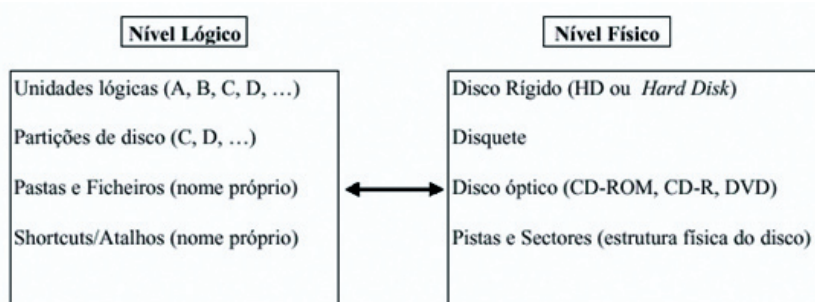 Nível Lógico
Unidades lógicas (A, B, C, D, …)
Partições de disco (C, D, …)
Pastas e Ficheiros (nome próprio)
Shortcuts/Atalhos (nome próprio)
Nível Físico
Disco Rígido (HD ou Hard Disk)
Disquete
Disco óptico (CD-ROM, CD-R, DVD)
Pistas e Sectores (estrutura física do disco)